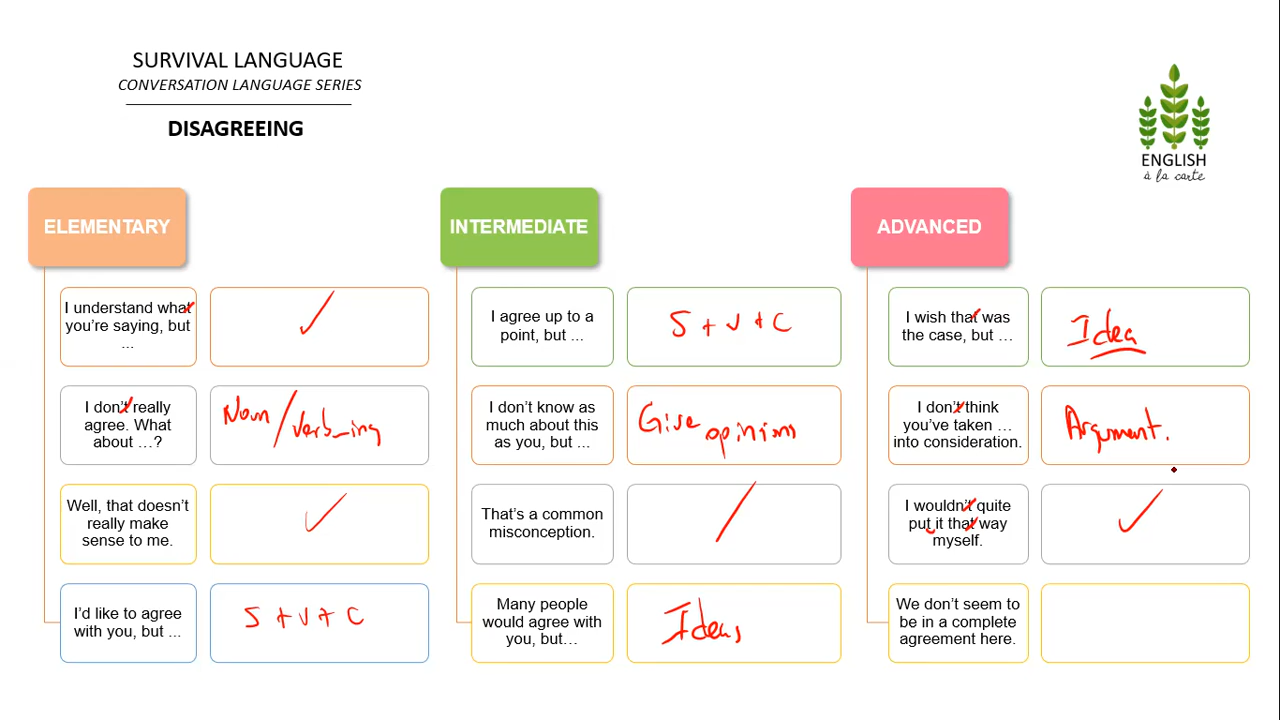 SURVIVAL LANGUAGE
CONVERSATION LANGUAGE SERIES
DISAGREEING
ENGLISH
à la carte
ELEMENTARY
I understand what
you're saying, but
...
I don't really
agree. What
about …?
Noun/verb-ing
Well, that doesn't
really make
sense to me.
I'd like to agree
with you, but ...
S + V + C
INTERMEDIATE
I agree up to a
point, but ...
S + V + C
I don't know as
much about this
as you, but ...
Give
opinions
That's a common
misconception.
Many people
would agree with
you, but…
Ideas
ADVANCED
I wish that was
the case, but …
Idea
I don't think
you've taken …
into consideration.
Argument.
I wouldn't quite
put it that way
myself.
We don't seem to
be in a complete
agreement here.